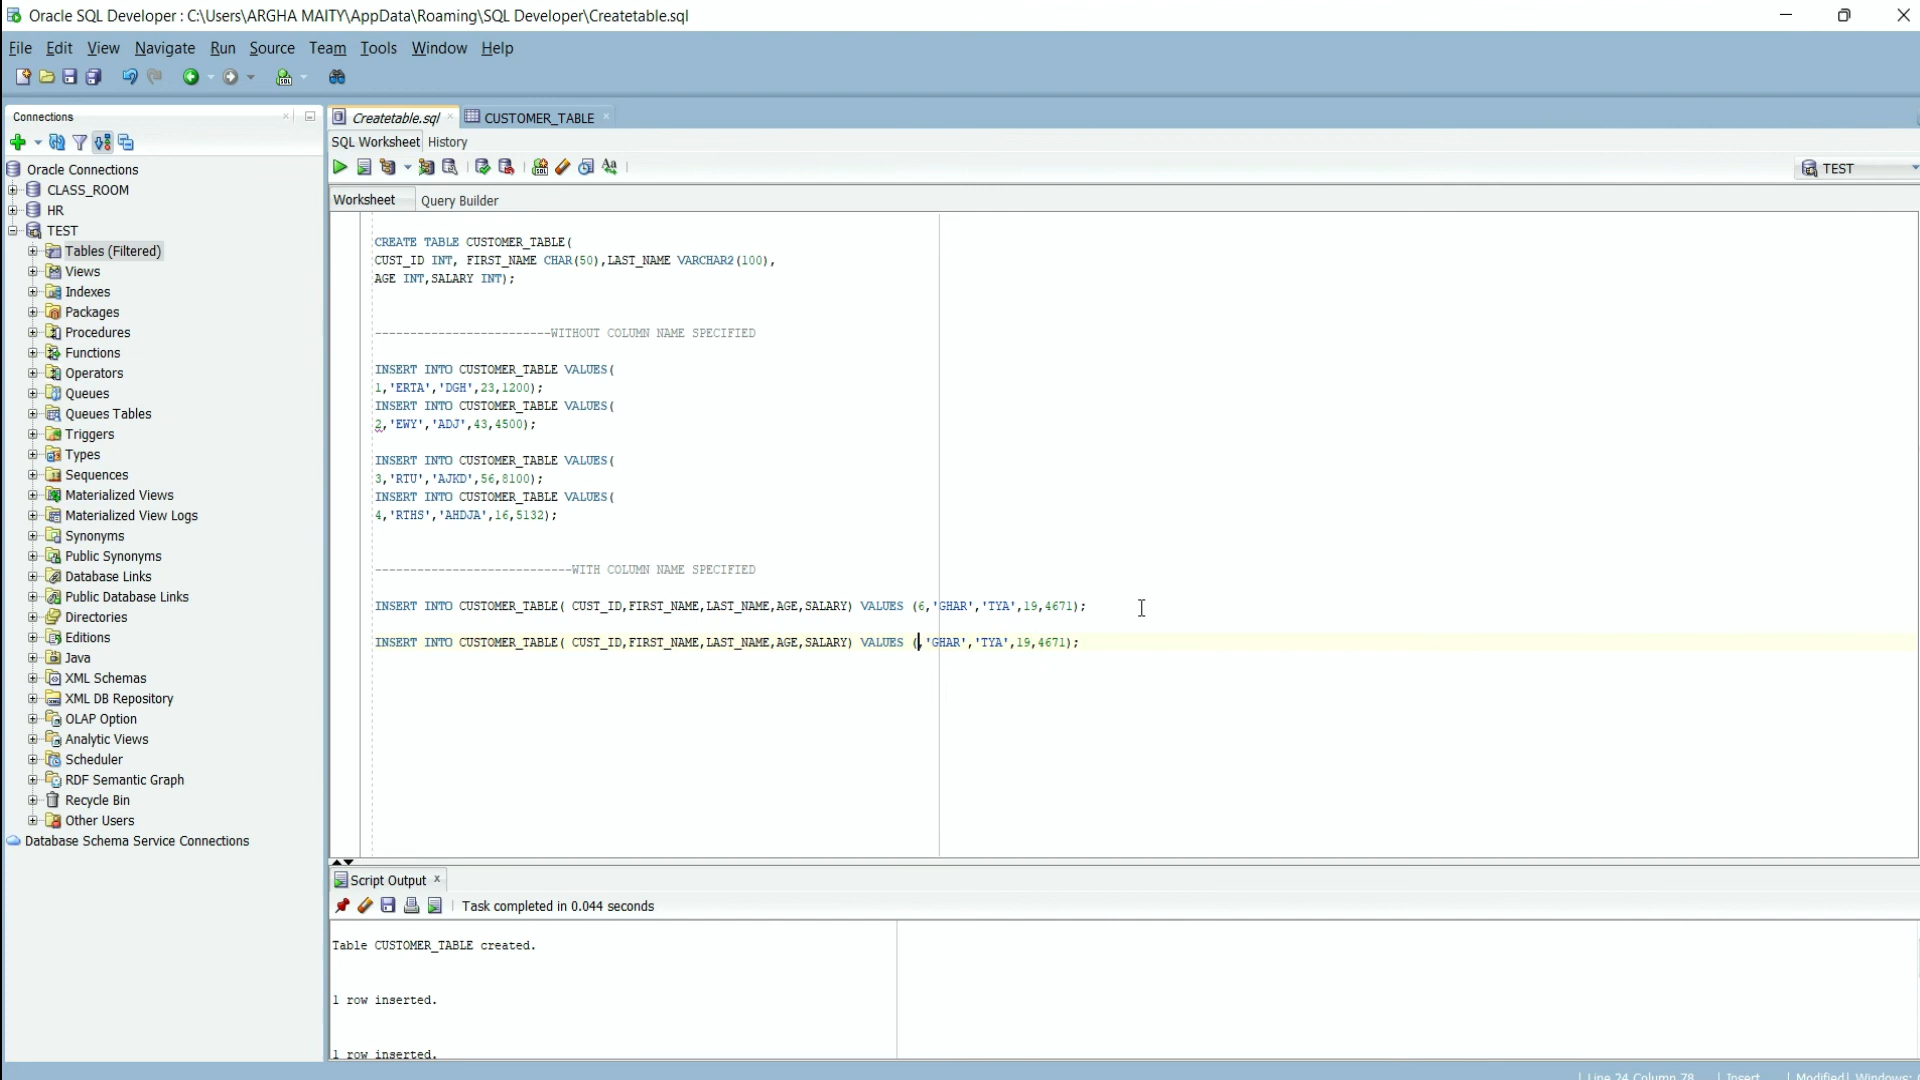 Oracle SQL Developer : C:\Users\ARGHA MAITY\AppData\Roaming\SQL Developer\Createtable.sql
File Edit View Navigate Run Source Team Tools Window Help
Connections
Oracle Connections
CLASS_ROOM
HR
TEST
Tables (Filtered)
Views
Indexes
Packages
Procedures
Functions
Operators
Queues
Queues Tables
Triggers
Types
Sequences
Materialized Views
Materialized View Logs
Synonyms
Public Synonyms
Database Links
Public Database Links
Directories
Editions
Java
XML Schemas
XML DB Repository
OLAP Option
Analytic Views
Scheduler
RDF Semantic Graph
Recycle Bin
Other Users
Database Schema Service Connections
Createtable.sql CUSTOMER_TABLE
SQL Worksheet History
TEST
Worksheet Query Builder
CREATE TABLE CUSTOMER_TABLE(
CUST_ID INT, FIRST_NAME CHAR(50),LAST_NAME VARCHAR2(100),
AGE INT,SALARY INT);
-------------------------WITHOUT COLUMN NAME SPECIFIED
INSERT INTO CUSTOMER_TABLE VALUES(
1,'ERTA','DGH',23,1200);
INSERT INTO CUSTOMER_TABLE VALUES(
2,'EWY','ADJ',43,4500);
INSERT INTO CUSTOMER_TABLE VALUES(
3,'RTU','AJKD',56,8100);
INSERT INTO CUSTOMER_TABLE VALUES(
4,'RTHS','AHDJA',16,5132);
----------------------------WITH COLUMN NAME SPECIFIED
INSERT INTO CUSTOMER_TABLE( CUST_ID,FIRST_NAME,LAST_NAME,AGE,SALARY) VALUES (6,'GHAR','TYA',19,4671);
INSERT INTO CUSTOMER_TABLE( CUST_ID,FIRST_NAME,LAST_NAME,AGE,SALARY) VALUES (,'GHAR','TYA',19,4671);
Script Output
Task completed in 0.044 seconds
Table CUSTOMER_TABLE created.
1 row inserted.
1 row inserted.
Line 24 Column 78 Insert Modified Windows: